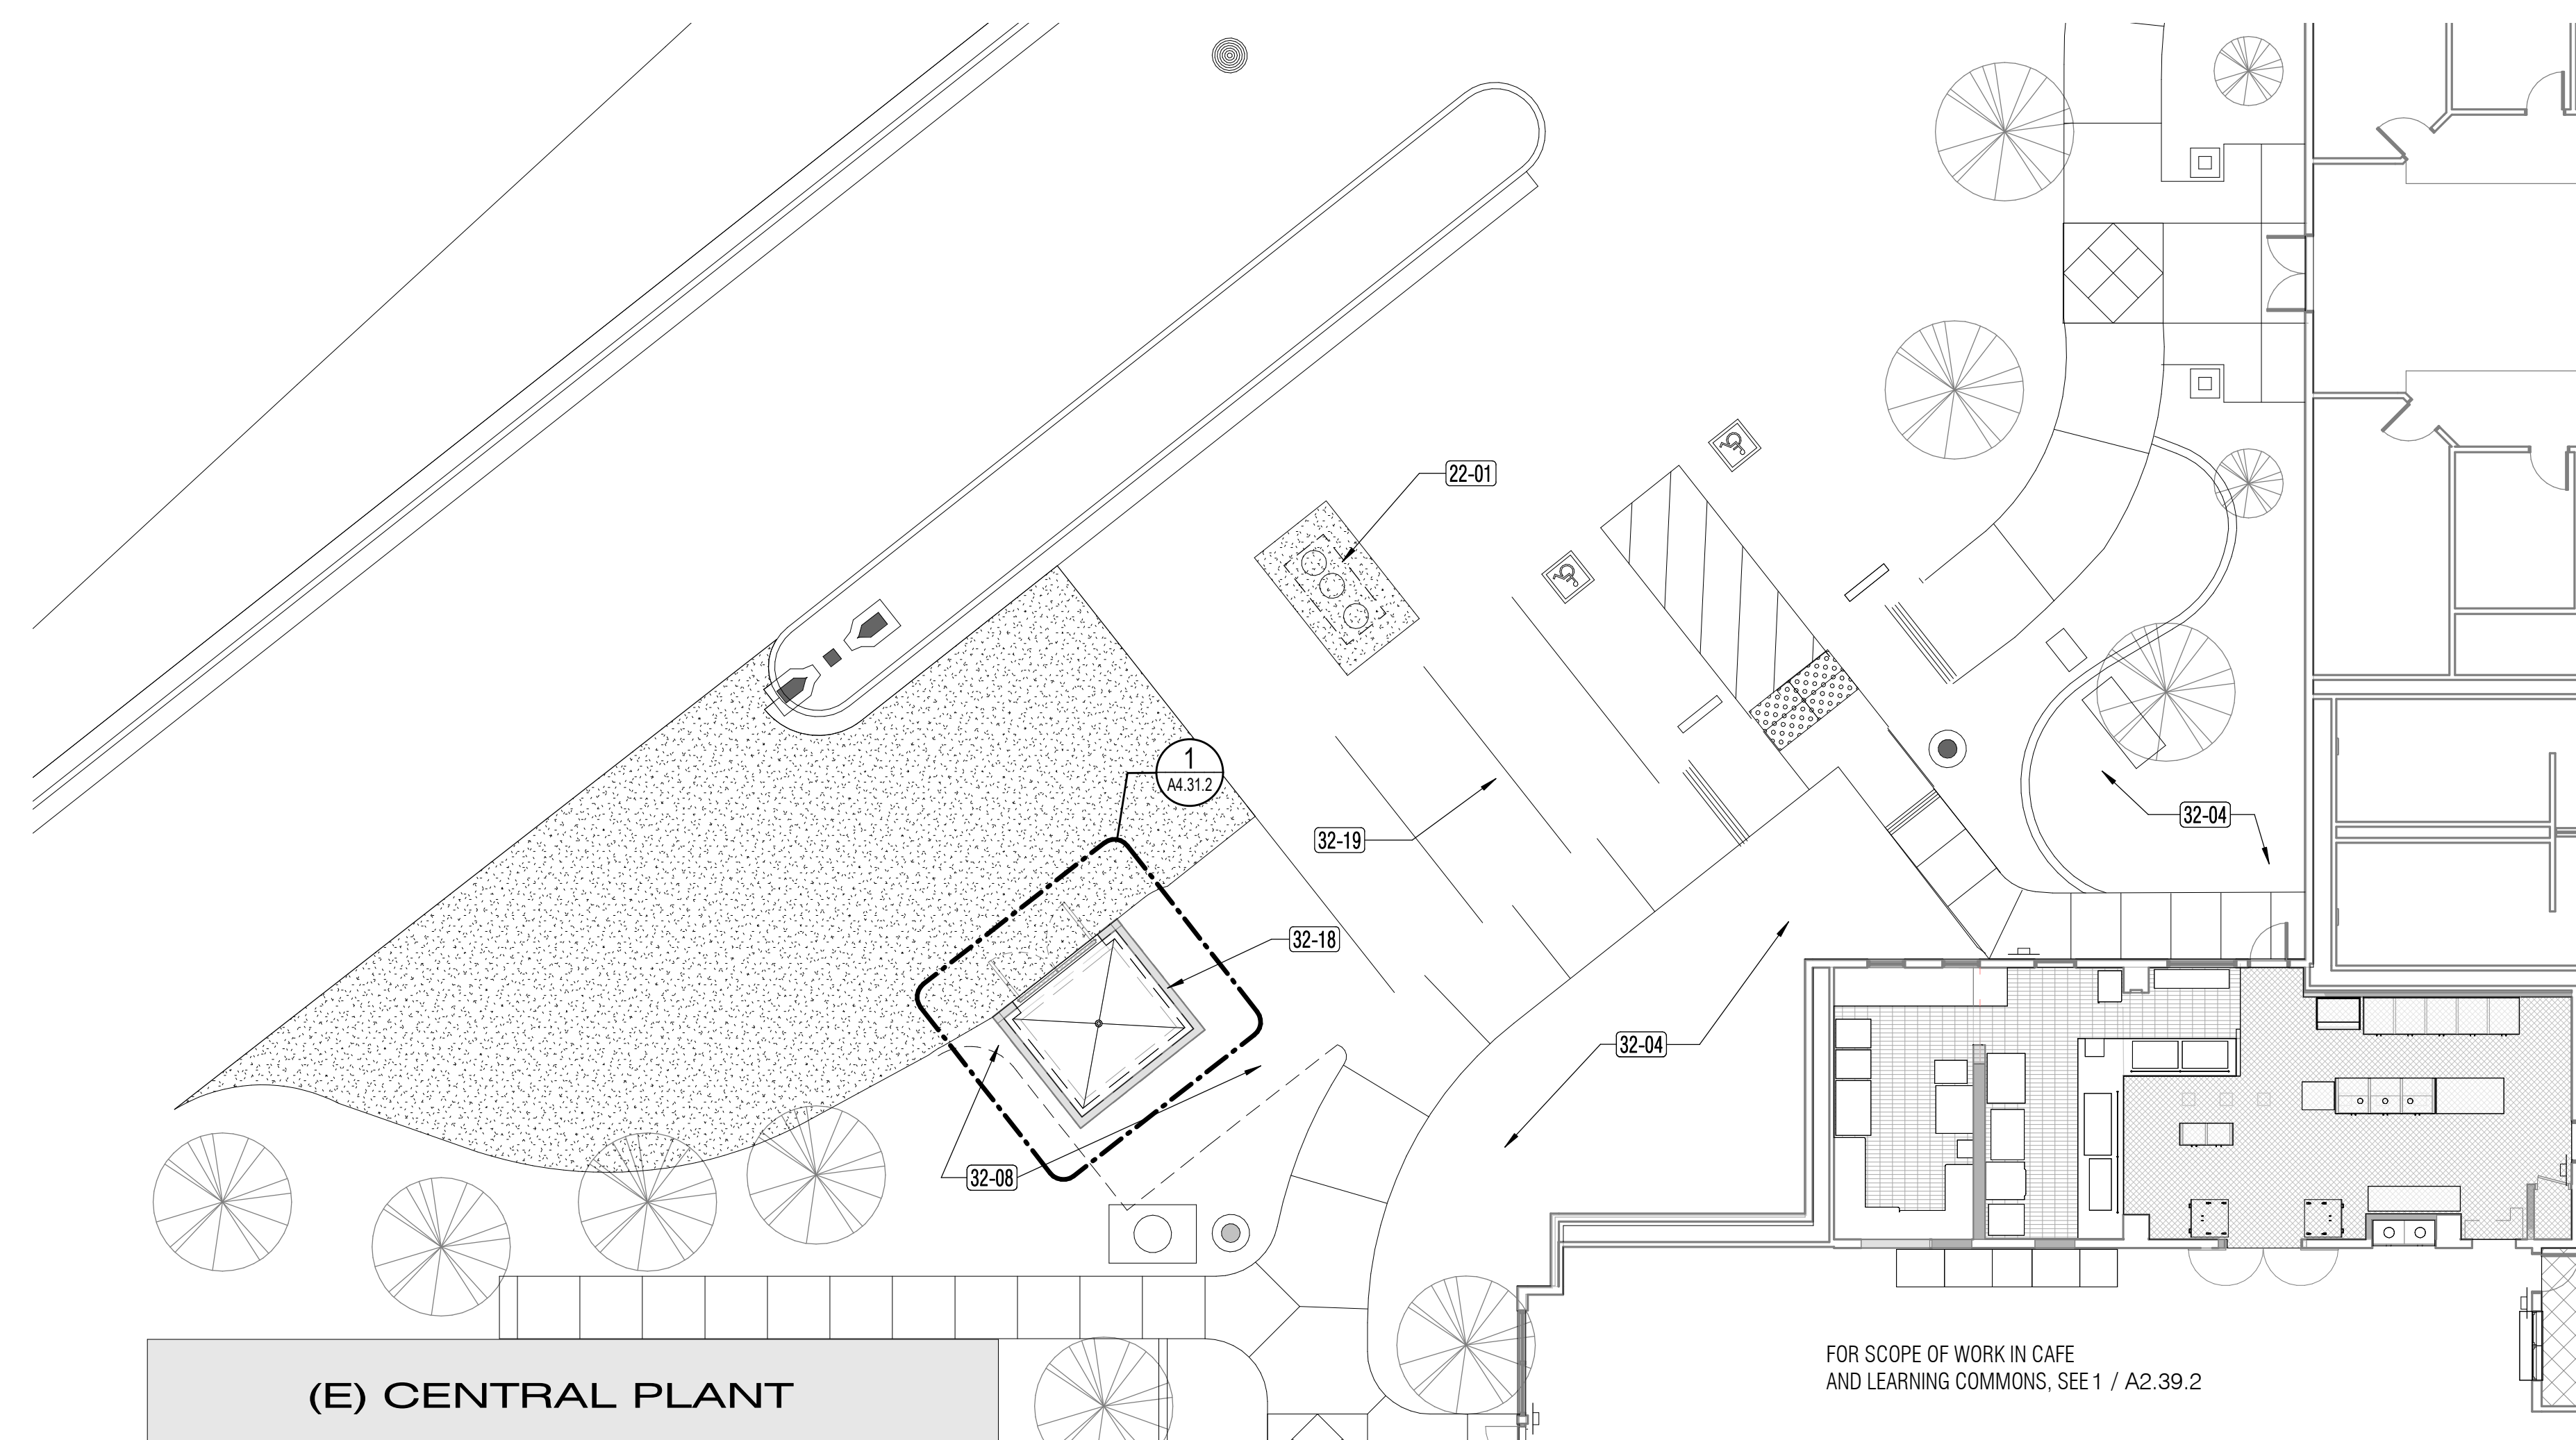 22-01
1
A4.31.2
32-19
32-04
32-18
32-04
32-08
FOR SCOPE OF WORK IN CAFE
AND LEARNING COMMONS, SEE 1 / A2.39.2
(E) CENTRAL PLANT